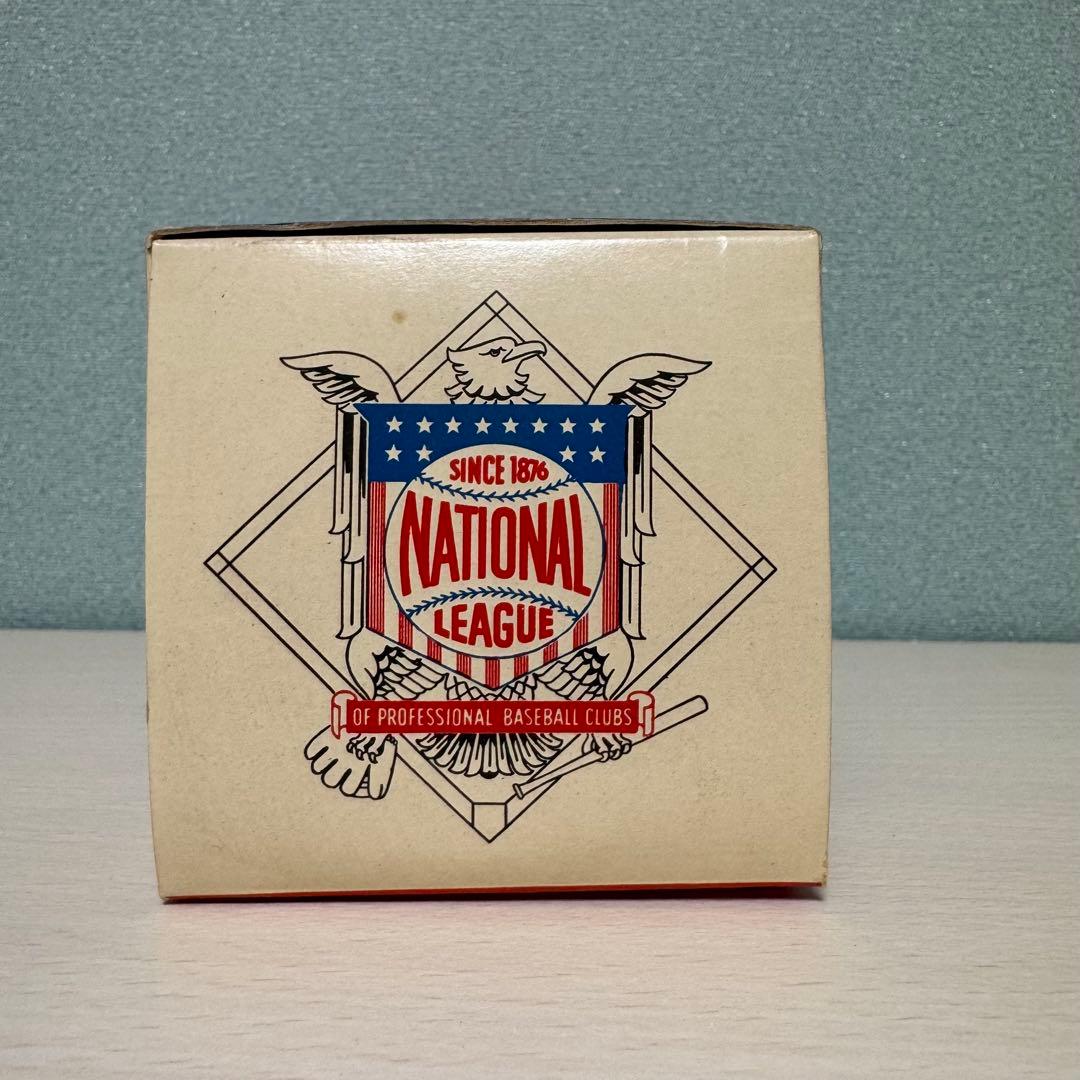 SINCE 1876
NATIONAL
LEAGUE
OF PROFESSIONAL BASEBALL CLUBS